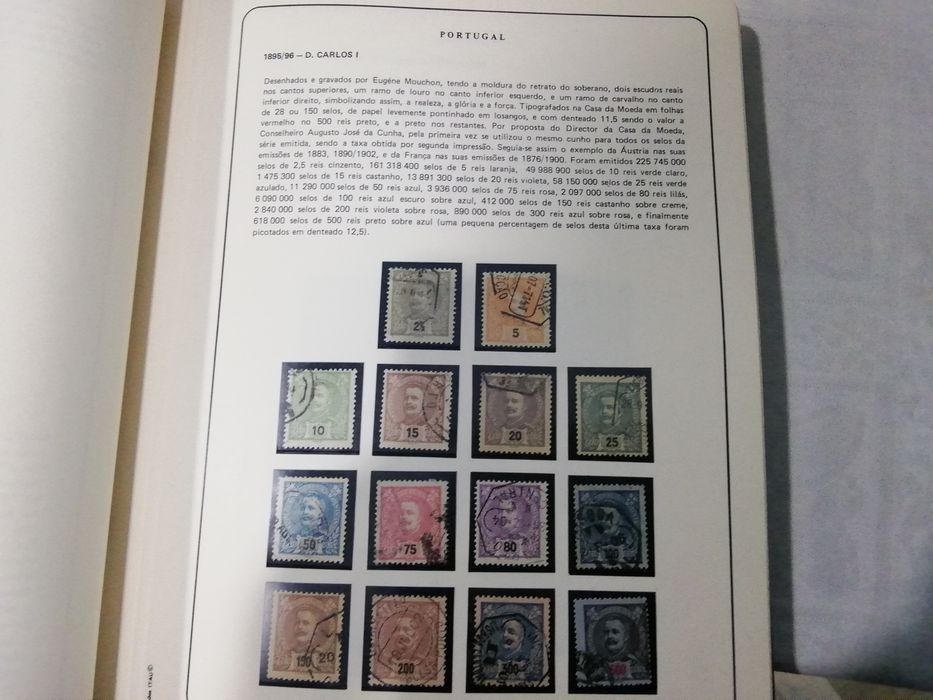 PORTUGAL
1895/96 — D. CARLOS I
Desenhados e gravados por Eugéne Mouchon, tendo a moldura do retrato do soberano, dois escudns reais
nos cantos superiores, um ramo de louro no canto inferior esquerdo, e um ramo de carvalho no canto
inferior direito, simbolizando assim, a realeza, a glória e a força. Tipografados na Casa da Moeda em folhas
de 28 ou 150 selos, de papel levemente pontinhado em losangos, e com denteado 11,5 sendo o valor a
vermelho no 500 reis preto, e a preto nos restantes. Por proposta do Director da Casa da Moeda,
Conselheiro Augusto José da Cunha, pela primeira vez se utilizou o mesmo cunho para todos os selos da
série emitida, sendo a taxa obtida por segunda impressão. Seguia-se assim o exemplo da Áustria nas suas
emissões de 1883, 1890/1902, e da França nas suas emissões de 1876/1900. Foram emitidos 225 745 000
selos de 2,5 reis cinzento, 161 318 400 selos de 5 reis laranja, 49 988 900 selos de 10 reis verde claro,
1 475 300 selos de 15 reis castanho, 13 891 300 selos de 20 reis violeta, 58 150 000 selos de 25 reis verde
azulado, 11 290 000 selos de 50 reis azul, 3 936 000 selos de 75 reis rosa, 2 097 000 selos de 80 reis lilás,
6 090 000 selos de 100 reis azul escuro sobre azul, 412 000 selos de 150 reis castanho sobre creme,
2 840 000 selos de 200 reis violeta sobre rosa, 890 000 selos de 300 reis azul sobre rosa, e finalmente
618 000 selos de 500 reis preto sobre azul (uma pequena percentagem de selos desta última taxa foram
picotados em denteado 12,5).
2½
5
10
15
20
25
50
75
80
100
150
20
200
300
500